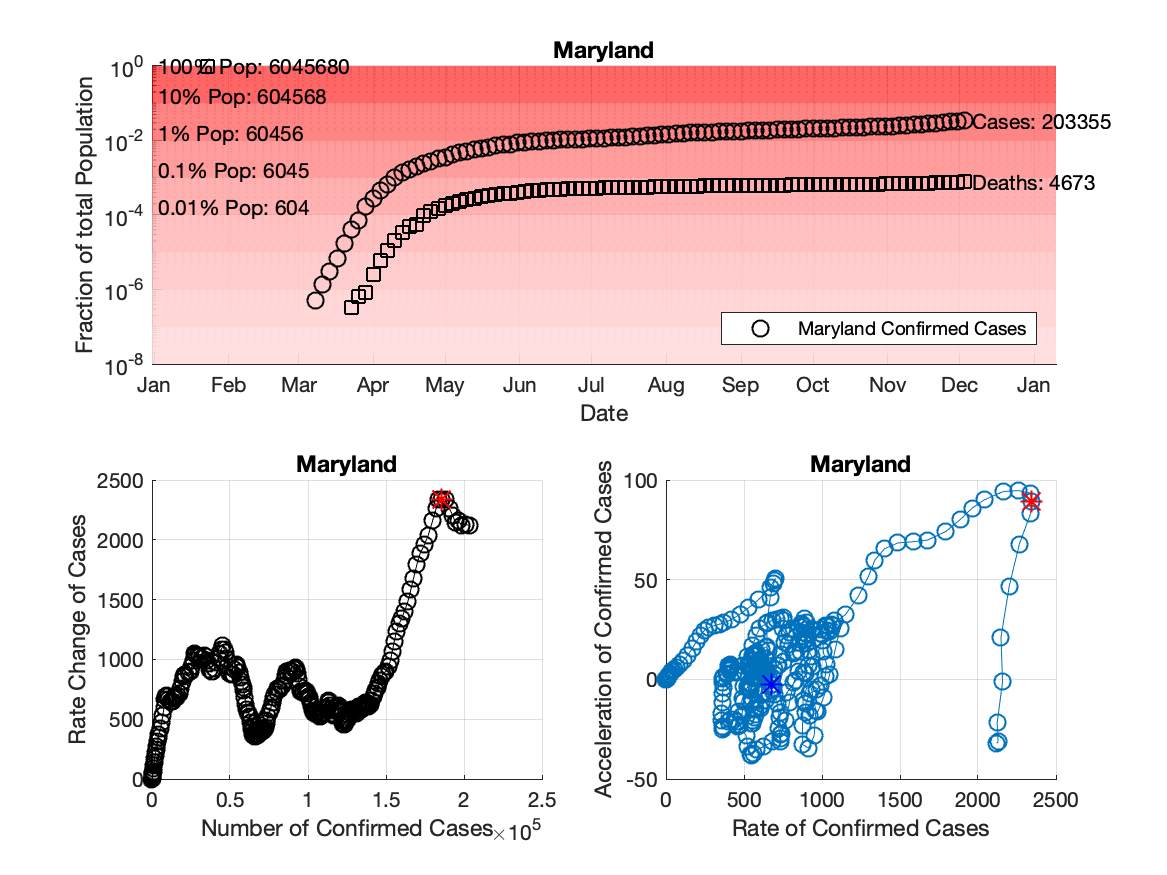 Maryland
10^0
10^-2
10^-4
10^-6
10^-8
Fraction of total Population
100% Pop: 6045680
10% Pop: 604568
1% Pop: 60456
0.1% Pop: 6045
0.01% Pop: 604
Cases: 203355
Deaths: 4673
Maryland Confirmed Cases
Jan Feb Mar Apr May Jun Jul Aug Sep Oct Nov Dec Jan
Date
Maryland
2500
2000
1500
1000
500
0
Rate Change of Cases
0 0.5 1 1.5 2 2.5
Number of Confirmed Cases
×10^5
Maryland
100
50
0
-50
Acceleration of Confirmed Cases
0 500 1000 1500 2000 2500
Rate of Confirmed Cases